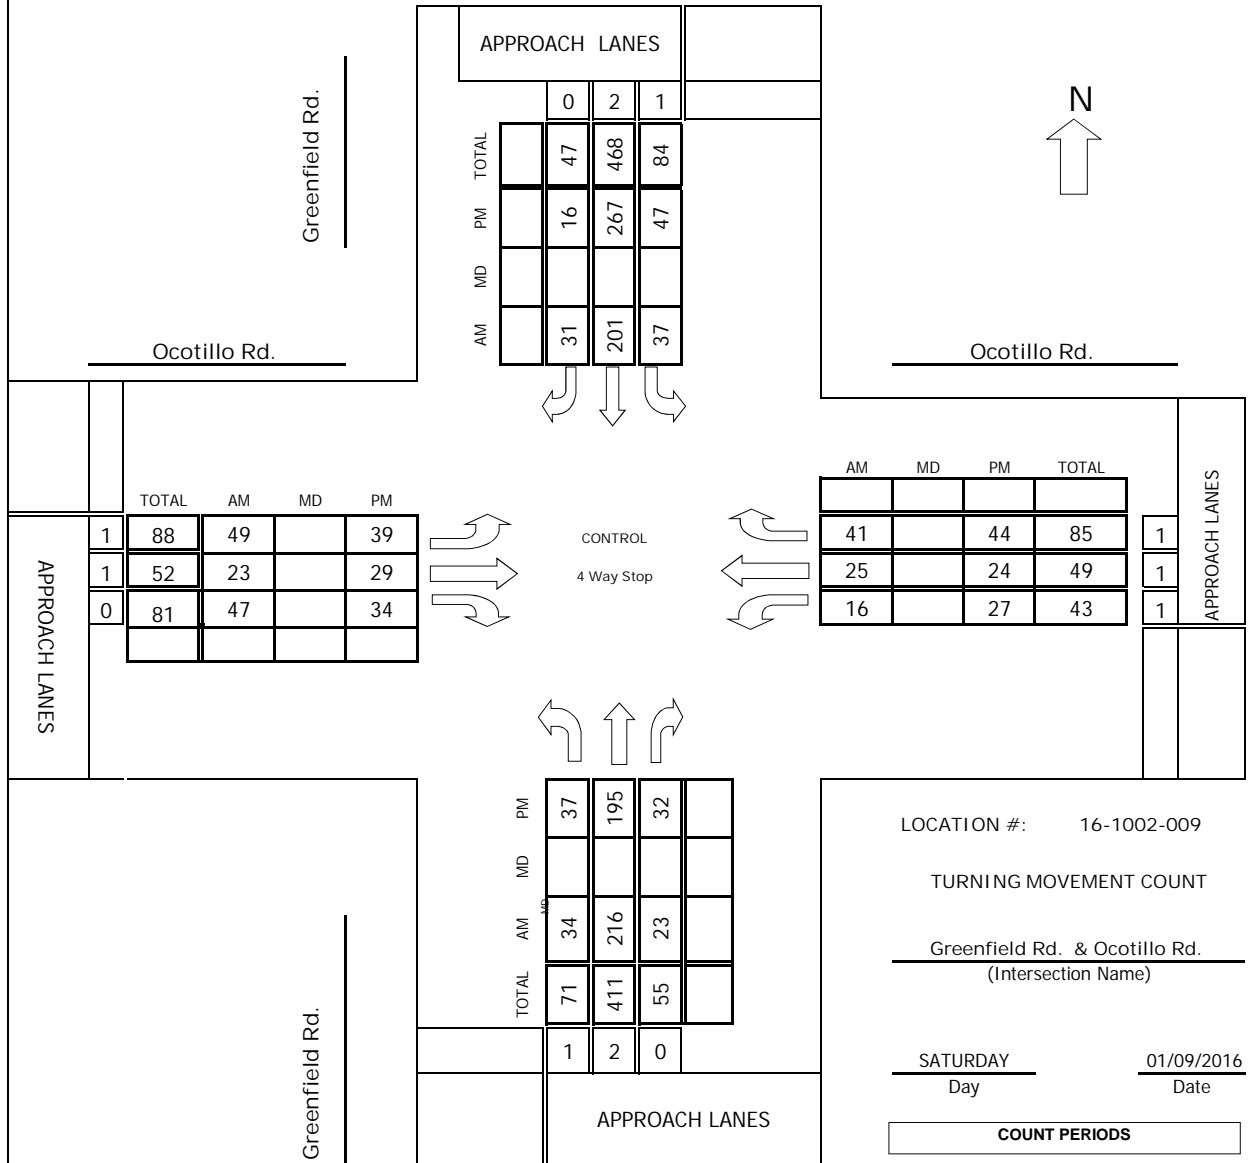 APPROACH LANES
0 2 1
N
Greenfield Rd.
TOTAL 47 468 84
PM 16 267 47
MD
AM 31 201 37
Ocotillo Rd.
Ocotillo Rd.
AM MD PM TOTAL
TOTAL AM MD PM
1 88 49 39
1 52 23 29
0 81 47 34
APPROACH LANES
CONTROL
4 Way Stop
41 44 85 1
25 24 49 1
16 27 43 1
APPROACH LANES
PM 37 195 32
MD
MD
AM 34 216 23
TOTAL 71 411 55
1 2 0
APPROACH LANES
Greenfield Rd.
LOCATION #: 16-1002-009
TURNING MOVEMENT COUNT
Greenfield Rd. & Ocotillo Rd.
(Intersection Name)
SATURDAY 01/09/2016
Day Date
COUNT PERIODS